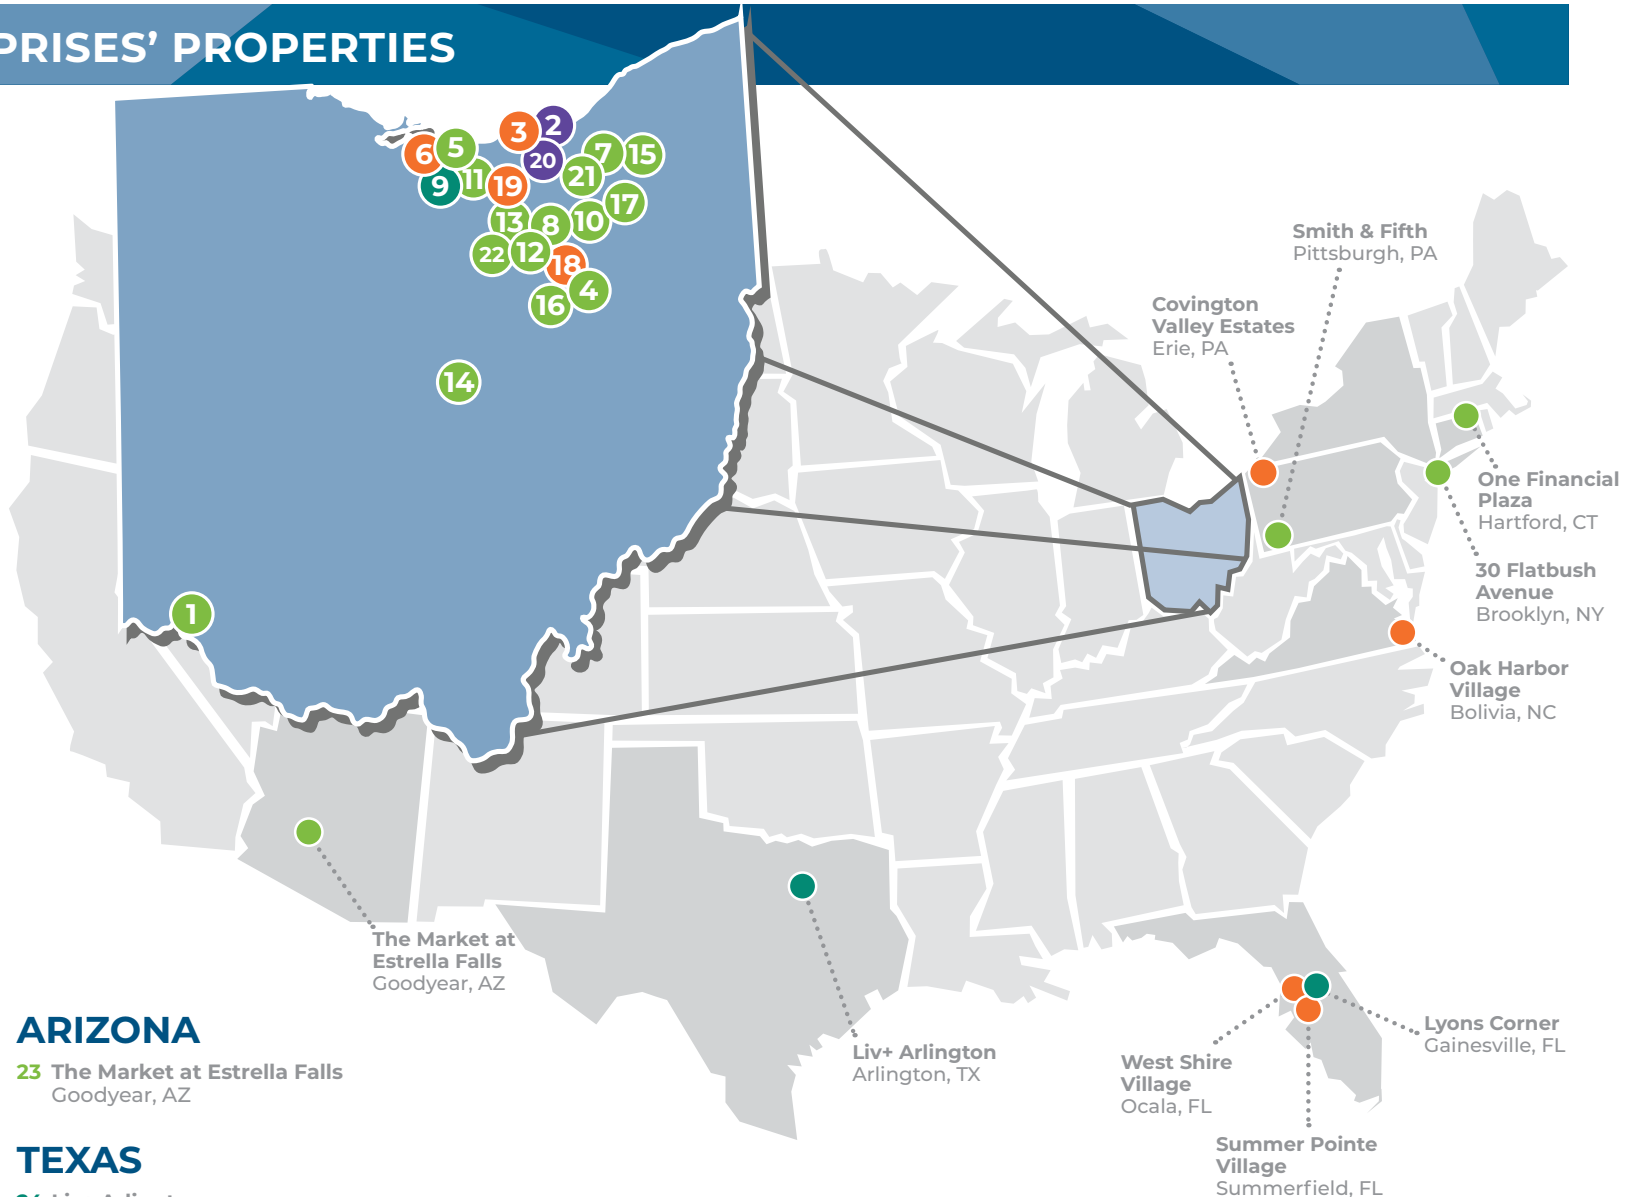 PRISES’ PROPERTIES
3
2
6
5
20
7
15
9
11
19
21
17
13
8
10
22
12
18
16
4
14
1
Smith & Fifth
Pittsburgh, PA
Covington
Valley Estates
Erie, PA
One Financial
Plaza
Hartford, CT
30 Flatbush
Avenue
Brooklyn, NY
Oak Harbor
Village
Bolivia, NC
The Market at
Estrella Falls
Goodyear, AZ
Liv+ Arlington
Arlington, TX
Lyons Corner
Gainesville, FL
West Shire
Village
Ocala, FL
Summer Pointe
Village
Summerfield, FL
ARIZONA
23 The Market at Estrella Falls
Goodyear, AZ
TEXAS